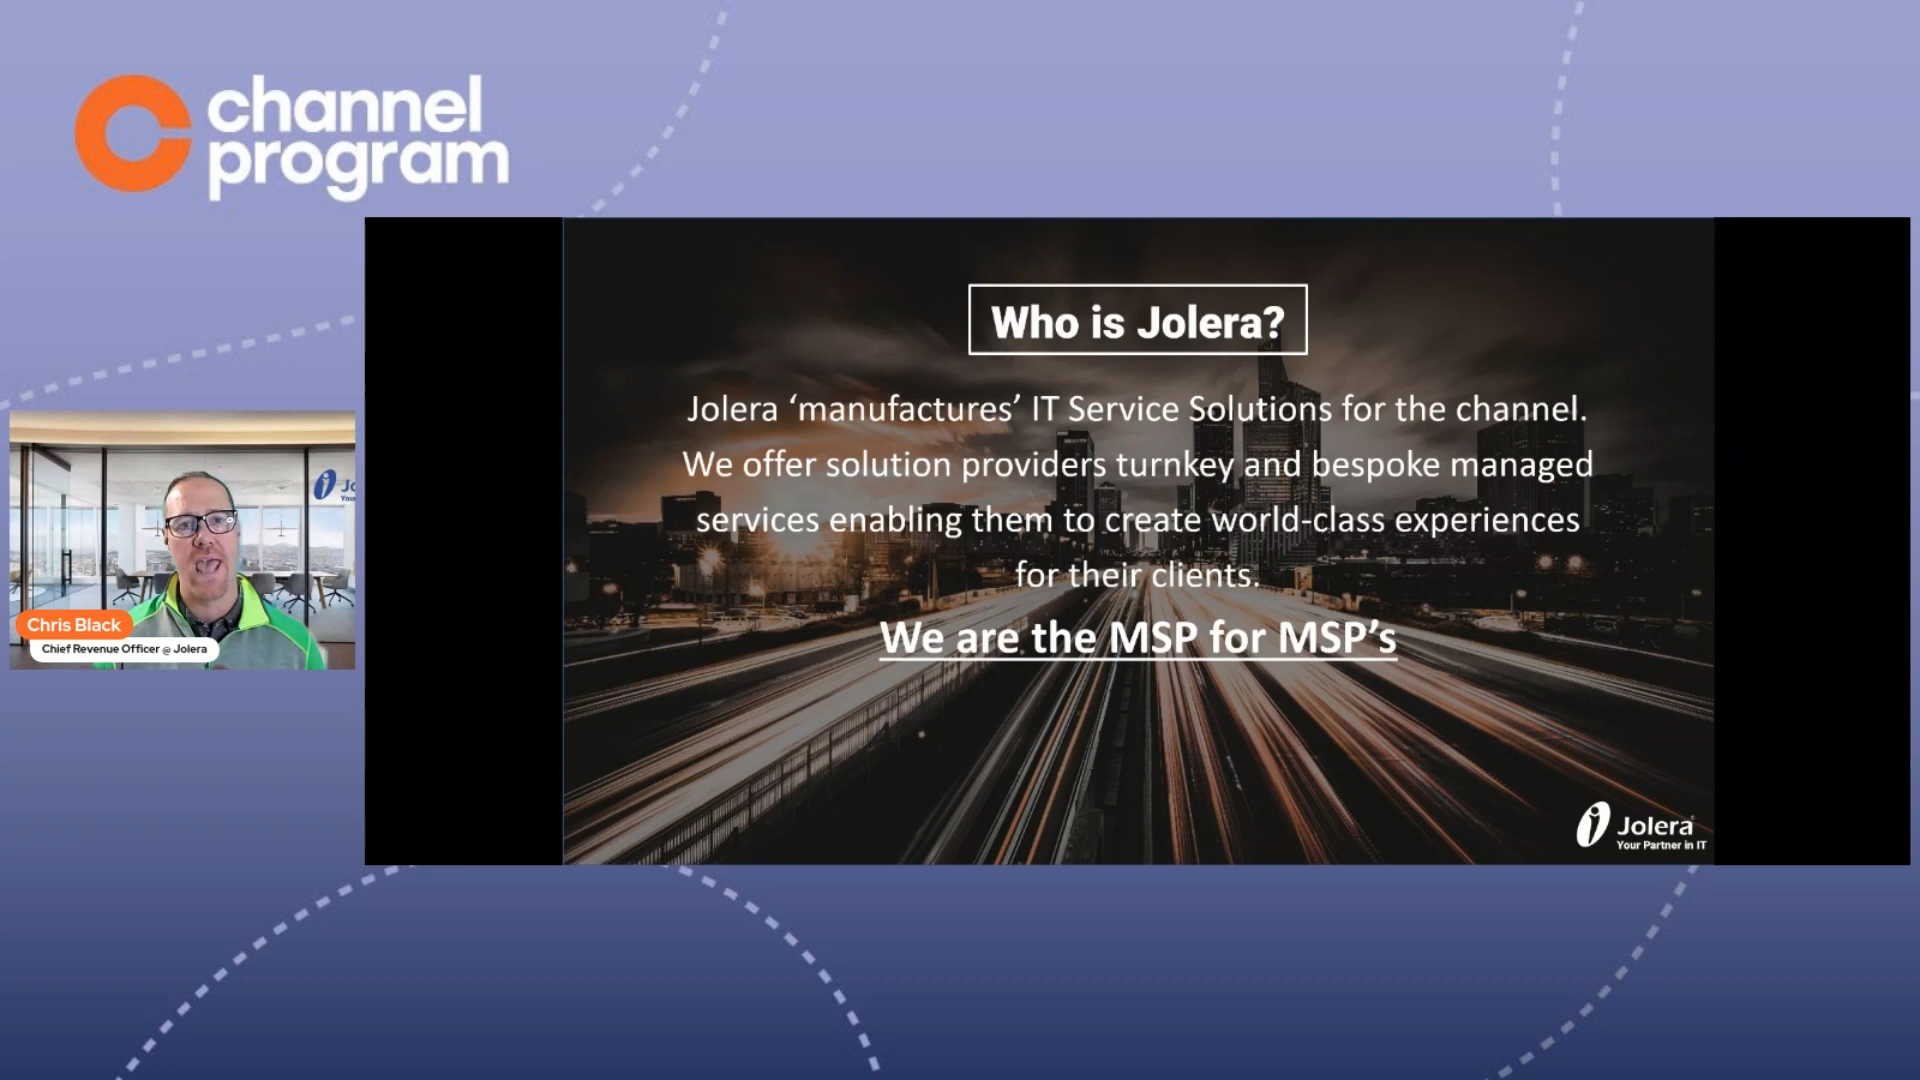 channel
program
Who is Jolera?
Jolera ‘manufactures’ IT Service Solutions for the channel.
We offer solution providers turnkey and bespoke managed
services enabling them to create world-class experiences
for their clients.
We are the MSP for MSP’s
Jolera
Your Partner in IT
Jo
You
Chris Black
Chief Revenue Officer @ Jolera